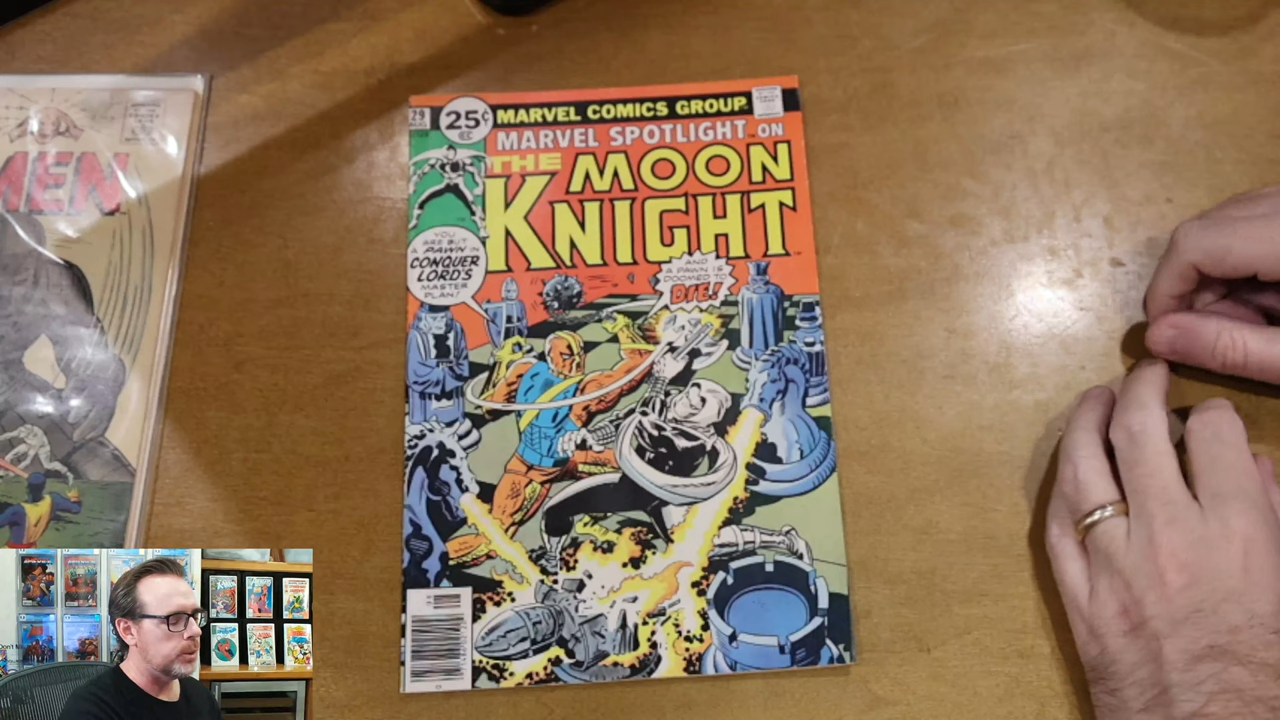 MEN
29
25¢
MARVEL COMICS GROUP
MARVEL SPOTLIGHT ON
THE MOON
KNIGHT
YOU
ARE BUT
A PAWN IN
CONQUER
LORD'S
MASTER
PLAN!
AND
A PAWN IS
DOOMED TO
DIE!